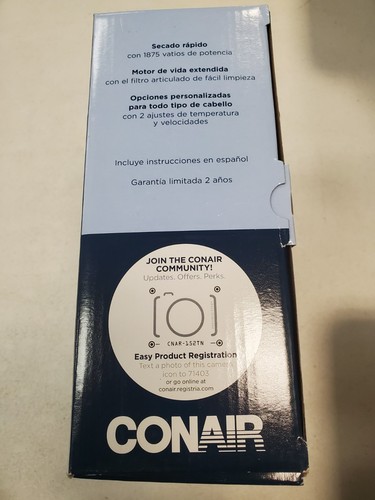 Secado rápido
con 1875 vatios de potencia
Motor de vida extendida
con el filtro articulado de fácil limpieza
Opciones personalizadas
para todo tipo de cabello
con 2 ajustes de temperatura
y velocidades
Incluye instrucciones en español
Garantía limitada 2 años
JOIN THE CONAIR
COMMUNITY!
Updates. Offers. Perks.
CNAR-152TN
Easy Product Registration
Text a photo of this camera
icon to 71403
or go online at
conair.registria.com
CONAIR